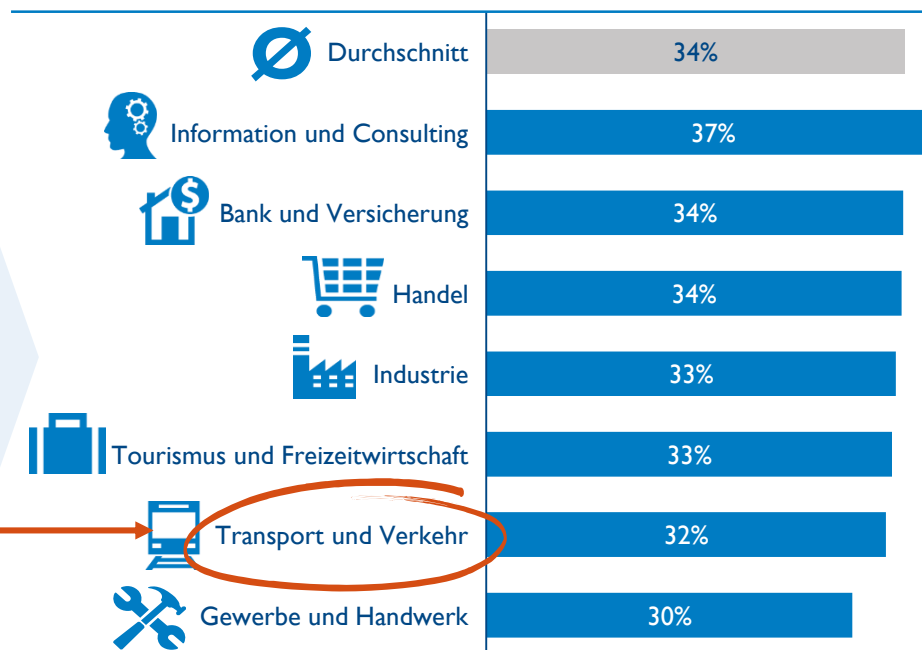 Durchschnitt 34%
Information und Consulting 37%
Bank und Versicherung 34%
Handel 34%
Industrie 33%
Tourismus und Freizeitwirtschaft 33%
Transport und Verkehr 32%
Gewerbe und Handwerk 30%